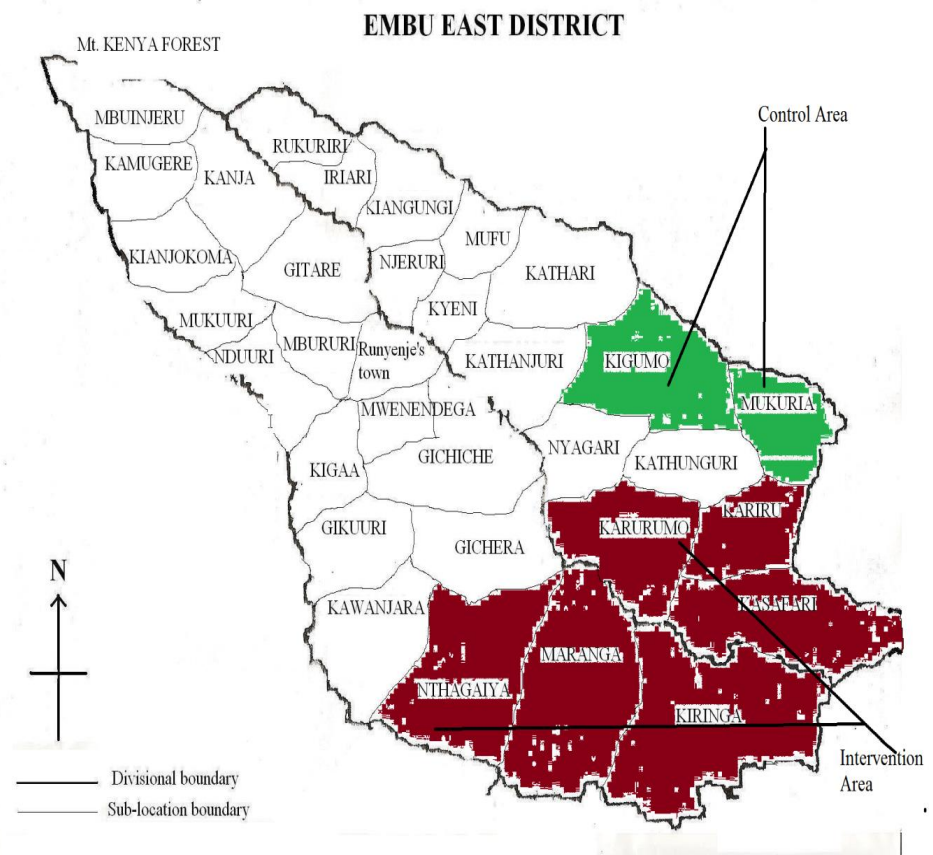 EMBU EAST DISTRICT
Mt. KENYA FOREST
Control Area
MBUINJERU
RUKURIRI
KAMUGERE
KANJA
IRIARI
KIANGUNGI
MUFU
KIANJOKOMA
GITARE
NJERURI
KATHARI
KYENI
MUKUURI
NDUURI
MBURURI
Runyenje's
town
KATHANJURI
KIGUMO
MUKURIA
MWENENDEGA
NYAGARI
KIGAA
GICHICHE
KATHUNGURI
KARIRU
GIKUURI
KARURUMO
GICHERA
N
KAWANJARA
KASAFARI
MARANGA
NTHAGAIYA
KIRINGA
Intervention
Area
Divisional boundary
Sub-location boundary